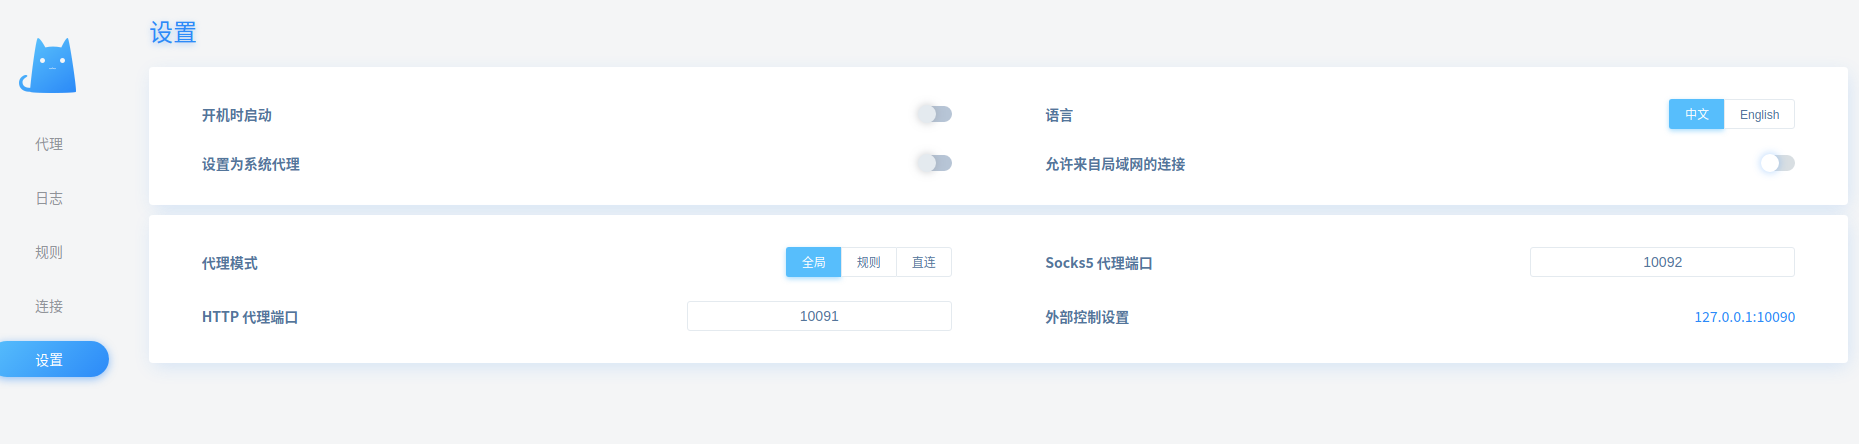 设置
代理
日志
规则
连接
设置
开机时启动
语言 中文 English
设置为系统代理
允许来自局域网的连接
代理模式 全局 规则 直连
Socks5 代理端口 10092
HTTP 代理端口 10091
外部控制设置 127.0.0.1:10090